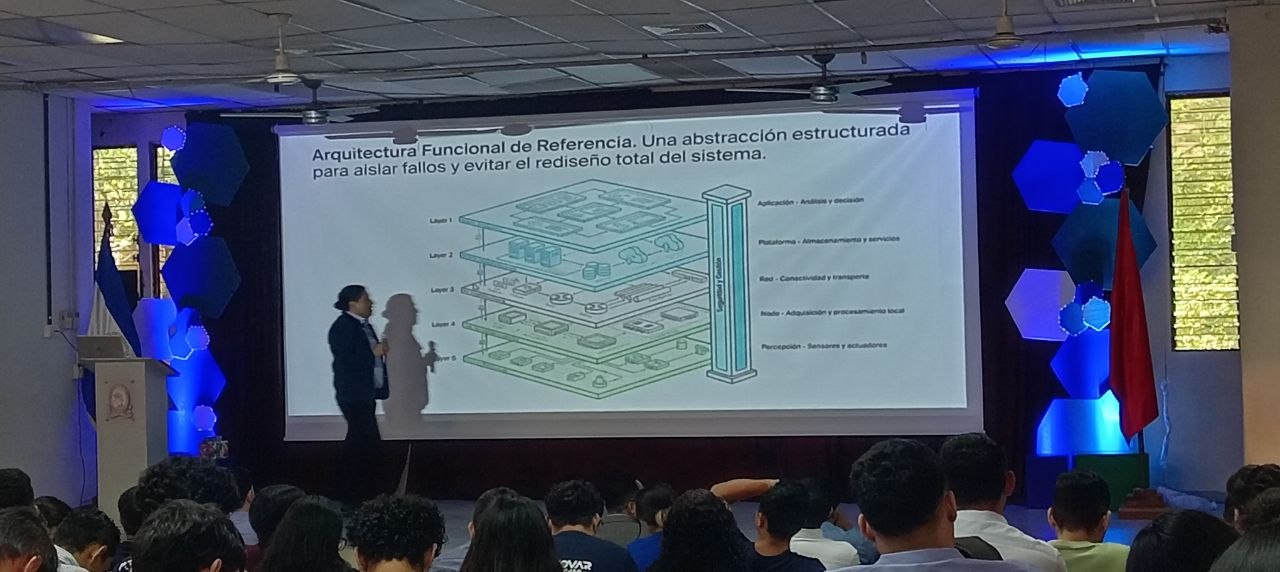 Arquitectura Funcional de Referencia. Una abstracción estructurada
para aislar fallos y evitar el rediseño total del sistema.
Layer 1
Aplicación - Análisis y decisión
Layer 2
Plataforma - Almacenamiento y servicios
Layer 3
Red - Conectividad y transporte
Layer 4
Nodo - Adquisición y procesamiento local
Layer 5
Percepción - Sensores y actuadores
Seguridad y Gestión
OVAR